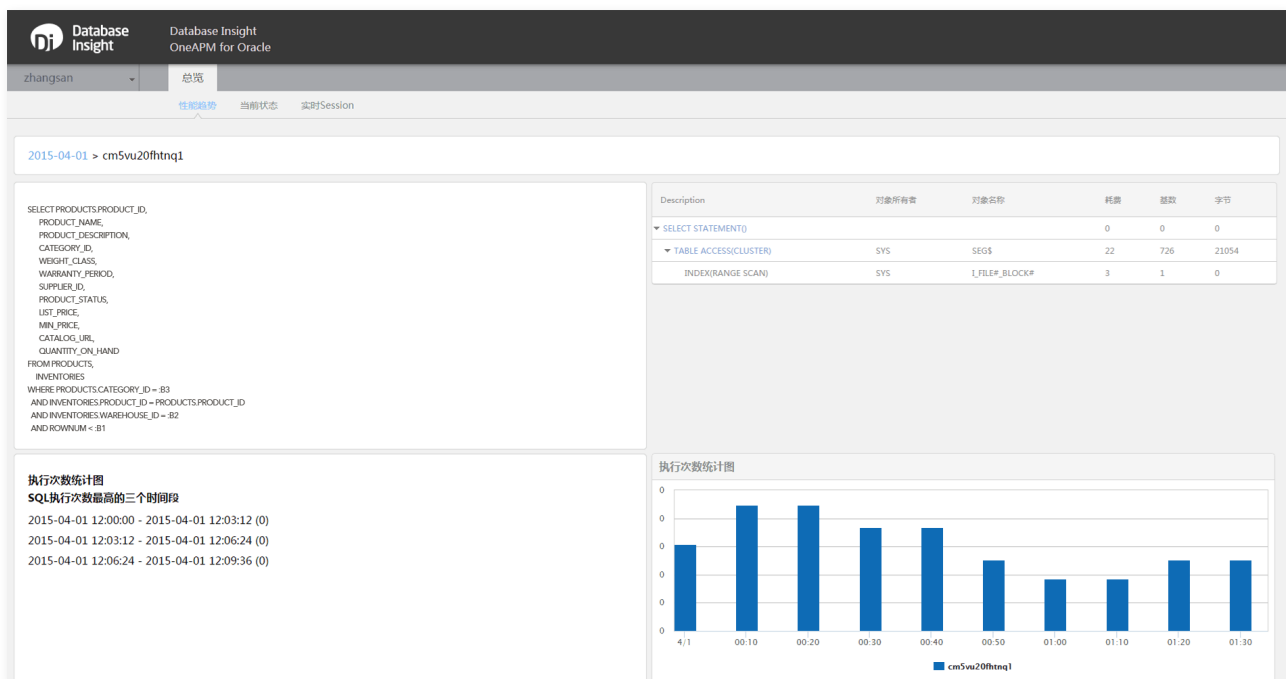 Di Database Insight
Database Insight
OneAPM for Oracle
zhangsan
总览
性能趋势 当前状态 实时Session
2015-04-01 > cm5vu20fhtnq1
SELECT PRODUCTS.PRODUCT_ID,
PRODUCT_NAME,
PRODUCT_DESCRIPTION,
CATEGORY_ID,
WEIGHT_CLASS,
WARRANTY_PERIOD,
SUPPLIER_ID,
PRODUCT_STATUS,
LIST_PRICE,
MIN_PRICE,
CATALOG_URL,
QUANTITY_ON_HAND
FROM PRODUCTS,
INVENTORIES
WHERE PRODUCTS.CATEGORY_ID = :B3
AND INVENTORIES.PRODUCT_ID = PRODUCTS.PRODUCT_ID
AND INVENTORIES.WAREHOUSE_ID = :B2
AND ROWNUM < :B1
Description 对象所有者 对象名称 耗费 基数 字节
SELECT STATEMENT() 0 0 0
TABLE ACCESS(CLUSTER) SYS SEG$ 22 726 21054
INDEX(RANGE SCAN) SYS I_FILE#_BLOCK# 3 1 0
执行次数统计图
SQL执行次数最高的三个时间段
2015-04-01 12:00:00 - 2015-04-01 12:03:12 (0)
2015-04-01 12:03:12 - 2015-04-01 12:06:24 (0)
2015-04-01 12:06:24 - 2015-04-01 12:09:36 (0)
执行次数统计图
0
0
0
0
0
0
4/1 00:10 00:20 00:30 00:40 00:50 01:00 01:10 01:20 01:30
cm5vu20fhtnq1